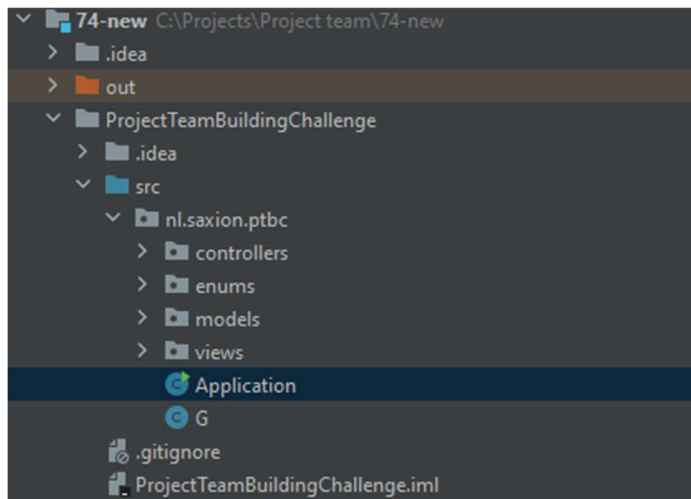 74-new C:\Projects\Project team\74-new
.idea
out
ProjectTeamBuildingChallenge
.idea
src
nl.saxion.ptbc
controllers
enums
models
views
Application
G
.gitignore
ProjectTeamBuildingChallenge.iml